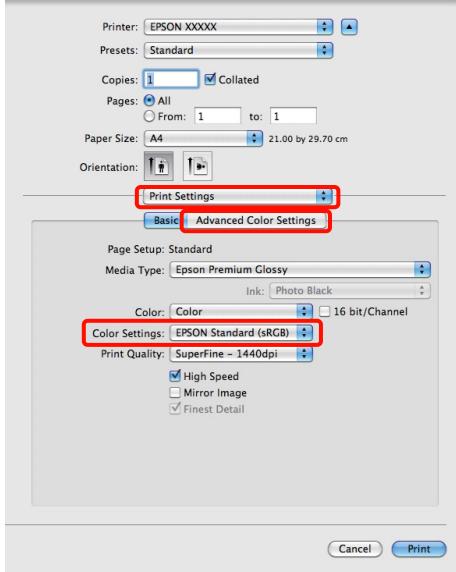 Printer: EPSON XXXXX
Presets: Standard
Copies: 1 Collated
Pages: All
From: 1 to: 1
Paper Size: A4 21.00 by 29.70 cm
Orientation:
Print Settings
Basic Advanced Color Settings
Page Setup: Standard
Media Type: Epson Premium Glossy
Ink: Photo Black
Color: Color 16 bit/Channel
Color Settings: EPSON Standard (sRGB)
Print Quality: SuperFine – 1440dpi
High Speed
Mirror Image
Finest Detail
Cancel Print